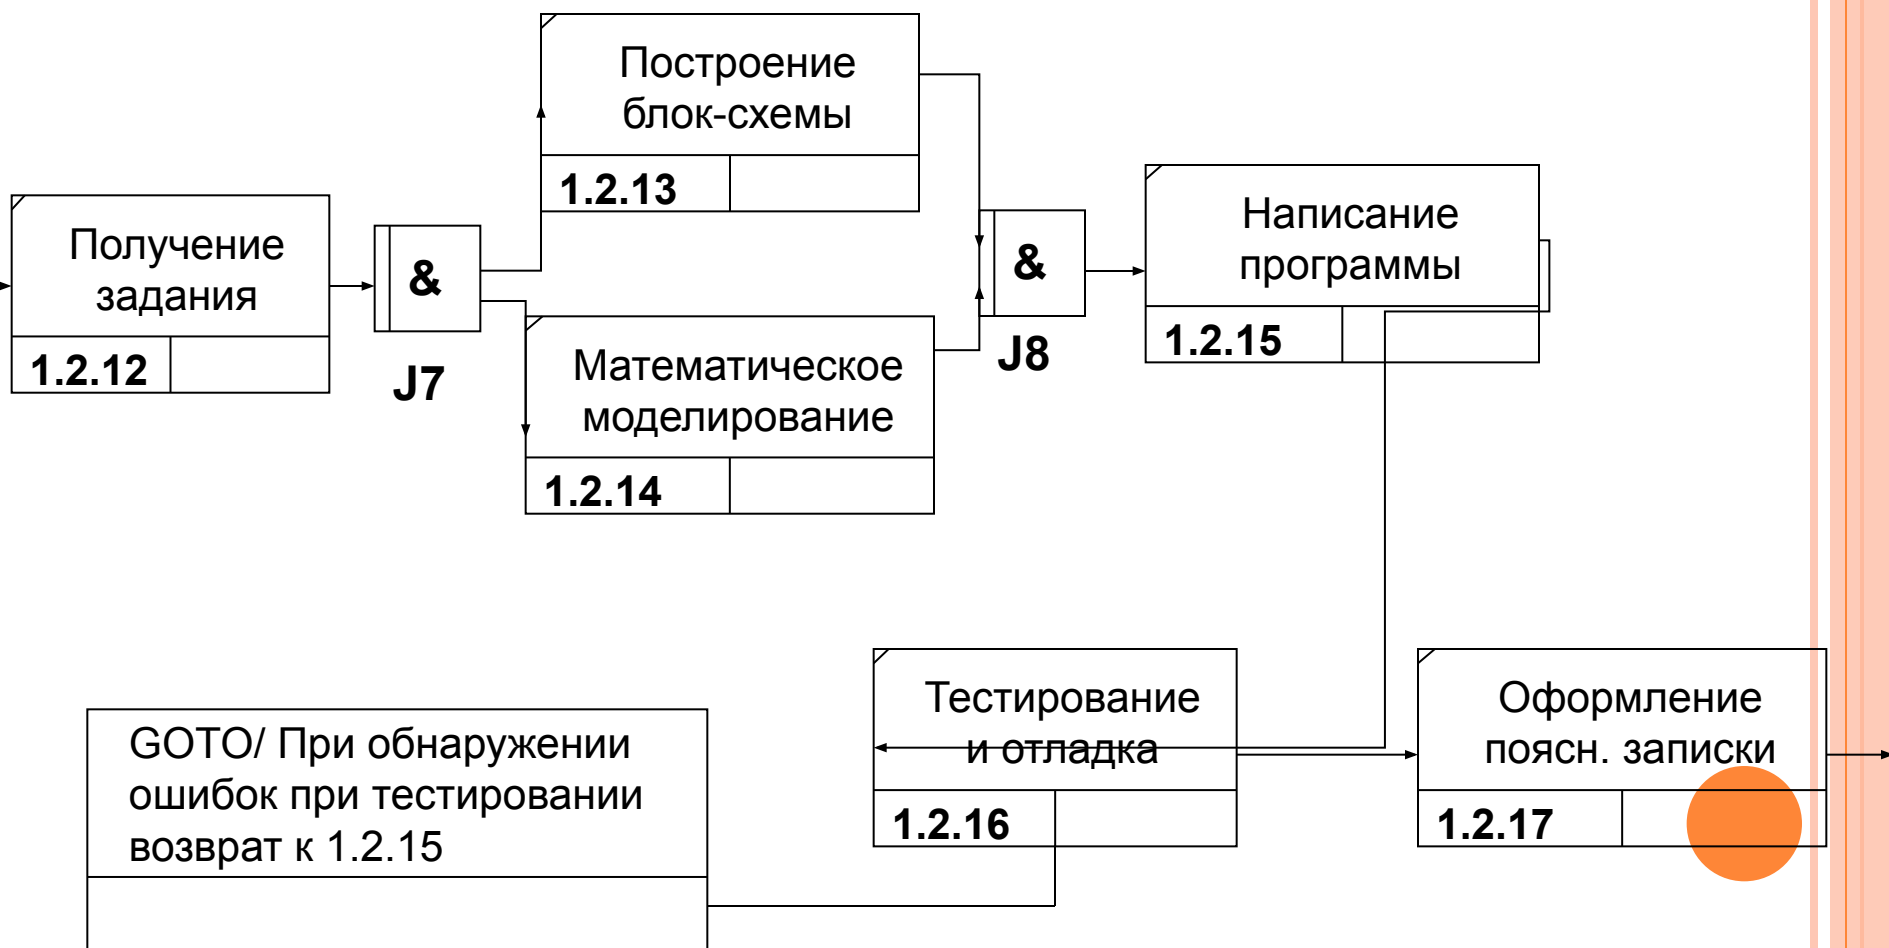 Построение
блок-схемы
1.2.13
Получение
задания
1.2.12
&
J7
Математическое
моделирование
1.2.14
&
J8
Написание
программы
1.2.15
GOTO/ При обнаружении
ошибок при тестировании
возврат к 1.2.15
Тестирование
и отладка
1.2.16
Оформление
поясн. записки
1.2.17